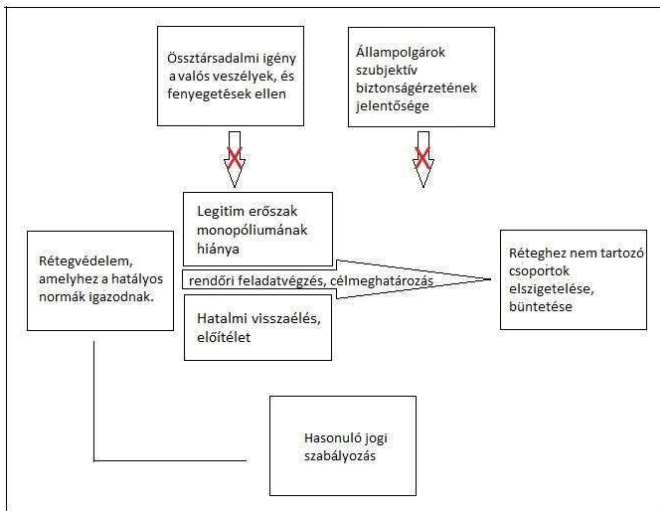 Össztársadalmi igény
a valós veszélyek, és
fenyegetések ellen
Állampolgárok
szubjektív
biztonságérzetének
jelentősége
Legitim erőszak
monopóliumának
hiánya
Rétegvédelem,
amelyhez a hatályos
normák igazodnak.
rendőri feladatvégzés, célmeghatározás
Réteghez nem tartozó
csoportok
elszigetelése,
büntetése
Hatalmi visszaélés,
előítélet
Hasonuló jogi
szabályozás